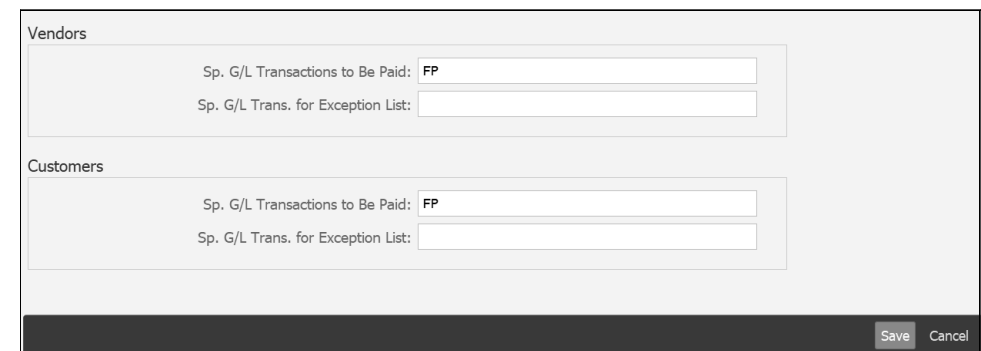 Vendors
Sp. G/L Transactions to Be Paid: FP
Sp. G/L Trans. for Exception List:
Customers
Sp. G/L Transactions to Be Paid: FP
Sp. G/L Trans. for Exception List:
Save Cancel